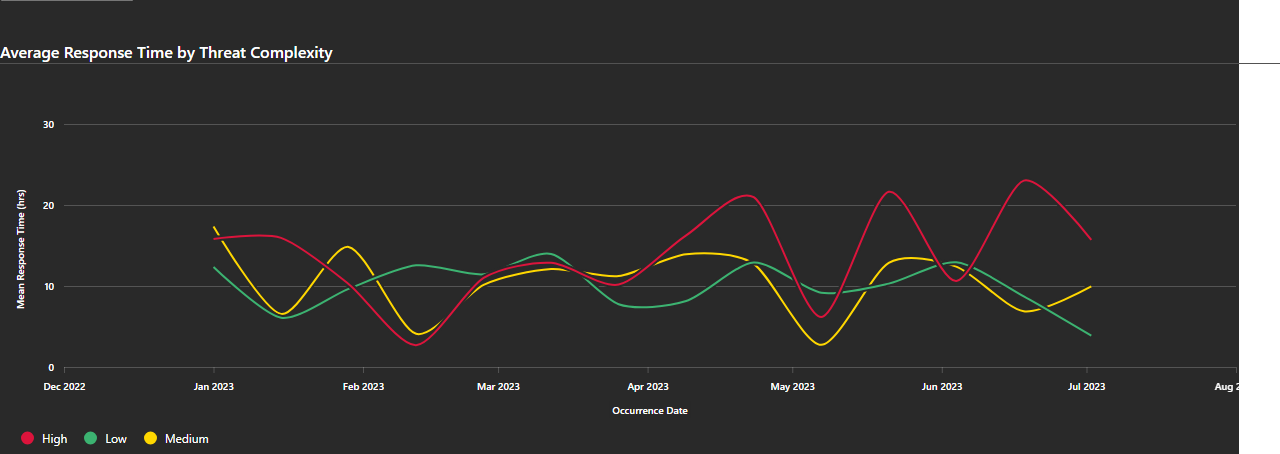 Average Response Time by Threat Complexity
30
20
10
0
Mean Response Time (hrs)
Dec 2022 Jan 2023 Feb 2023 Mar 2023 Apr 2023 May 2023 Jun 2023 Jul 2023 Aug
Occurrence Date
High Low Medium